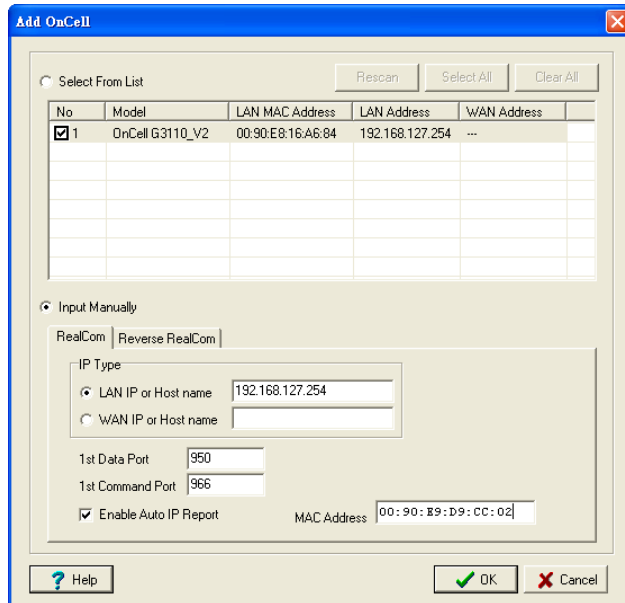 Add OnCell
Select From List Rescan Select All Clear All
No Model LAN MAC Address LAN Address WAN Address
1 OnCell G3110_V2 00:90:E8:16:A6:84 192.168.127.254 ---
Input Manually
RealCom Reverse RealCom
IP Type
LAN IP or Host name 192.168.127.254
WAN IP or Host name
1st Data Port 950
1st Command Port 966
Enable Auto IP Report MAC Address 00:90:E9:D9:CC:02
? Help OK Cancel